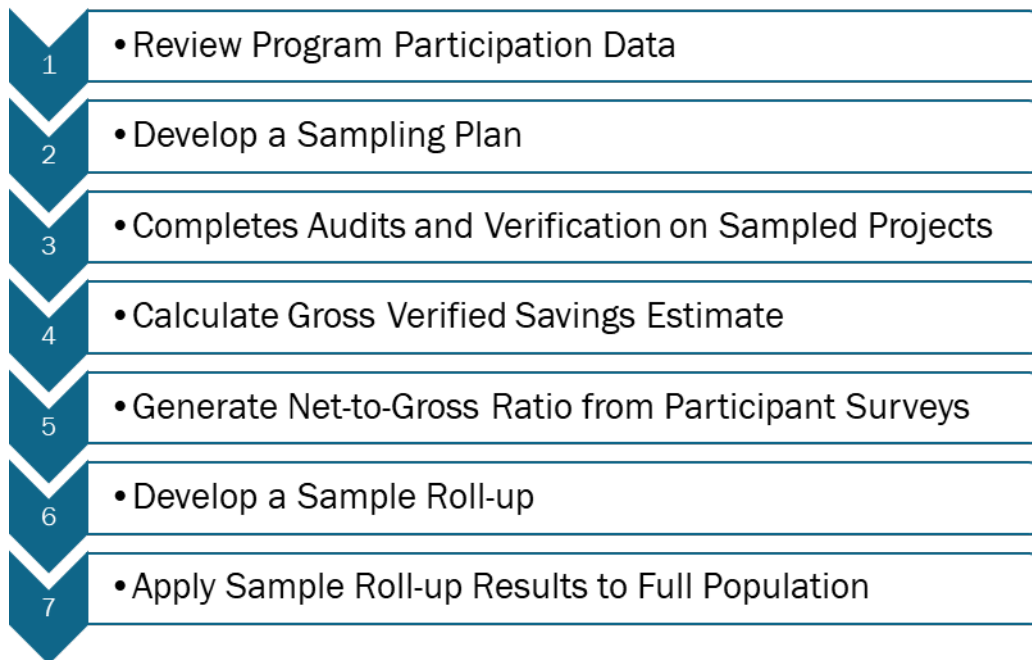 1
•Review Program Participation Data
2
•Develop a Sampling Plan
3
•Completes Audits and Verification on Sampled Projects
4
•Calculate Gross Verified Savings Estimate
5
•Generate Net-to-Gross Ratio from Participant Surveys
6
•Develop a Sample Roll-up
7
•Apply Sample Roll-up Results to Full Population